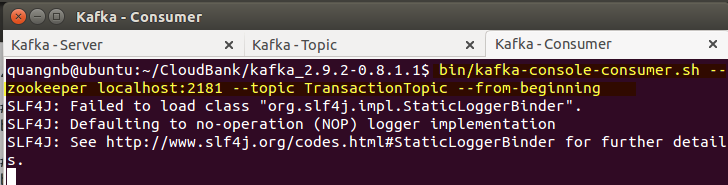 Kafka - Consumer
Kafka - Server
Kafka - Topic
Kafka - Consumer
quangnb@ubuntu:~/CloudBank/kafka_2.9.2-0.8.1.1$ bin/kafka-console-consumer.sh --
zookeeper localhost:2181 --topic TransactionTopic --from-beginning
SLF4J: Failed to load class "org.slf4j.impl.StaticLoggerBinder".
SLF4J: Defaulting to no-operation (NOP) logger implementation
SLF4J: See http://www.slf4j.org/codes.html#StaticLoggerBinder for further detail
s.